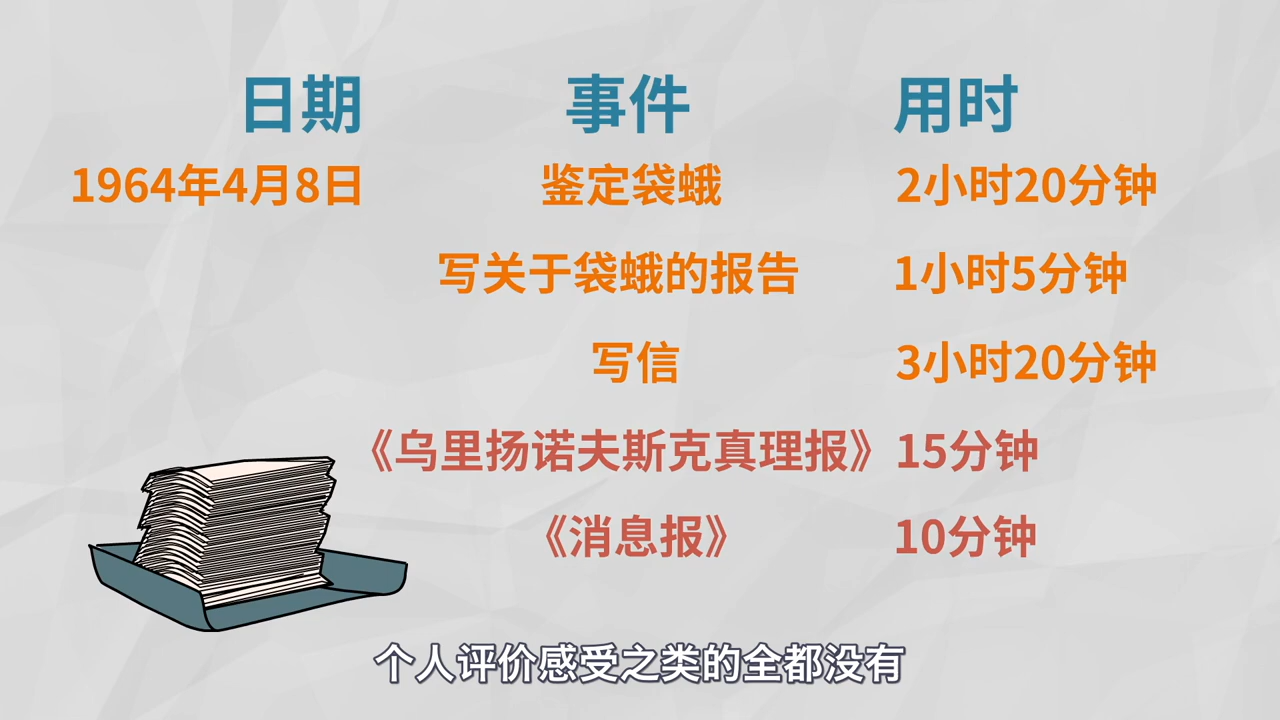 日期 事件 用时
1964年4月8日 鉴定袋蛾 2小时20分钟
写关于袋蛾的报告 1小时5分钟
写信 3小时20分钟
《乌里扬诺夫斯克真理报》 15分钟
《消息报》 10分钟
个人评价感受之类的全都没有